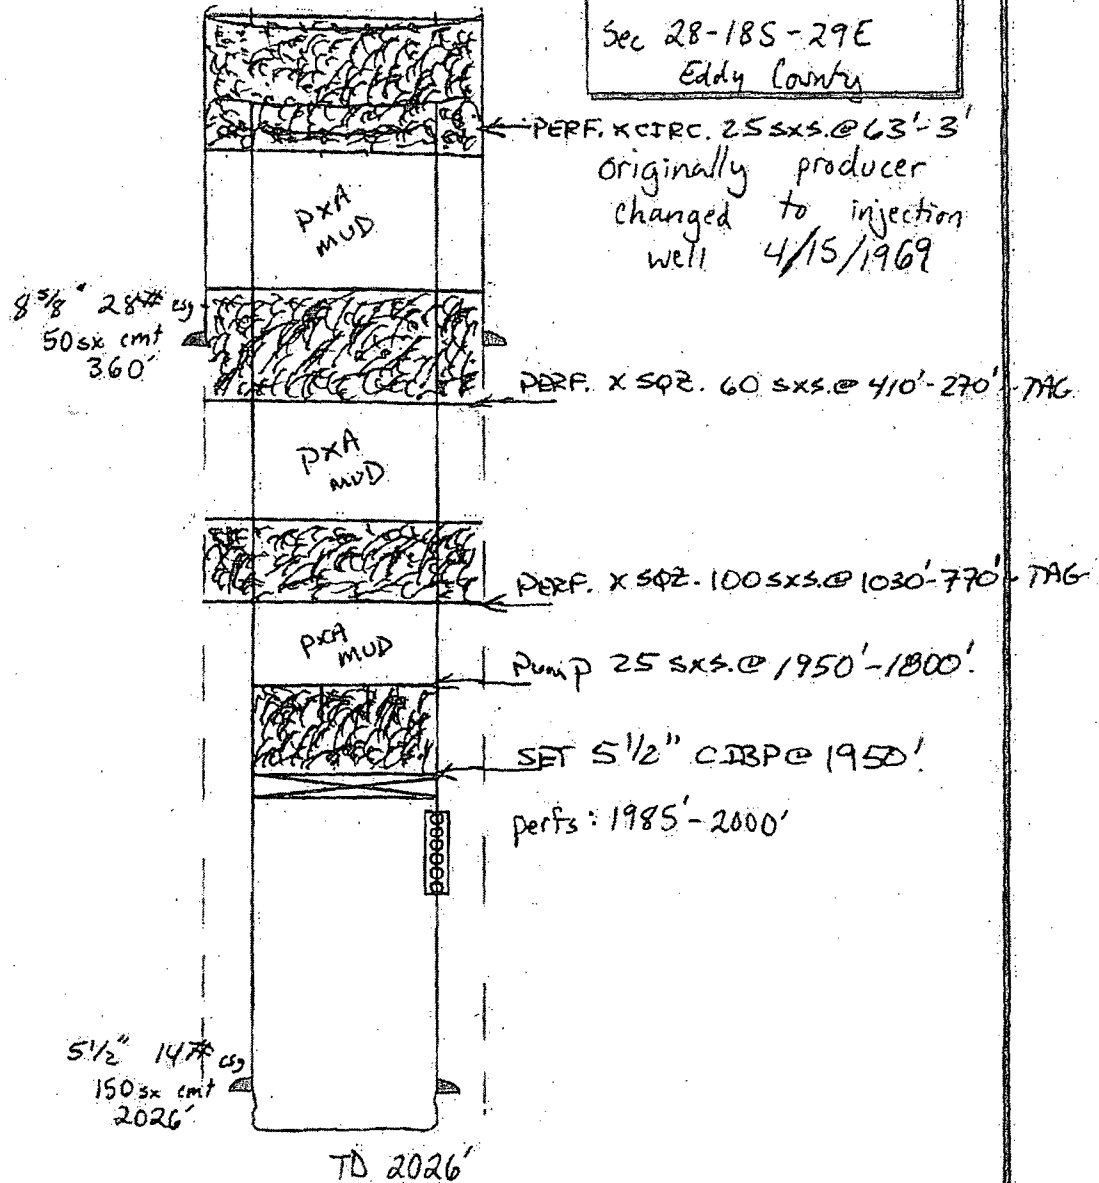 Sec 28-18S-29E
Eddy County
PERF. X CIRC. 25 SXS. @ 63'-3'
originally producer
changed to injection
well 4/15/1969
PXA
MUD
8 5/8" 28# csg
50 sx cmt
360'
PERF. X SQZ. 60 SXS. @ 410'-270' - TAG
PXA
MUD
PERF. X SQZ. 100 SXS. @ 1030'-770' - TAG
PXA
MUD
Pump 25 SXS. @ 1950'-1800'.
SET 5 1/2" CIBP @ 1950'.
perfs: 1985'-2000'
5 1/2" 14# csg
150 sx cmt
2026'
TD 2026'